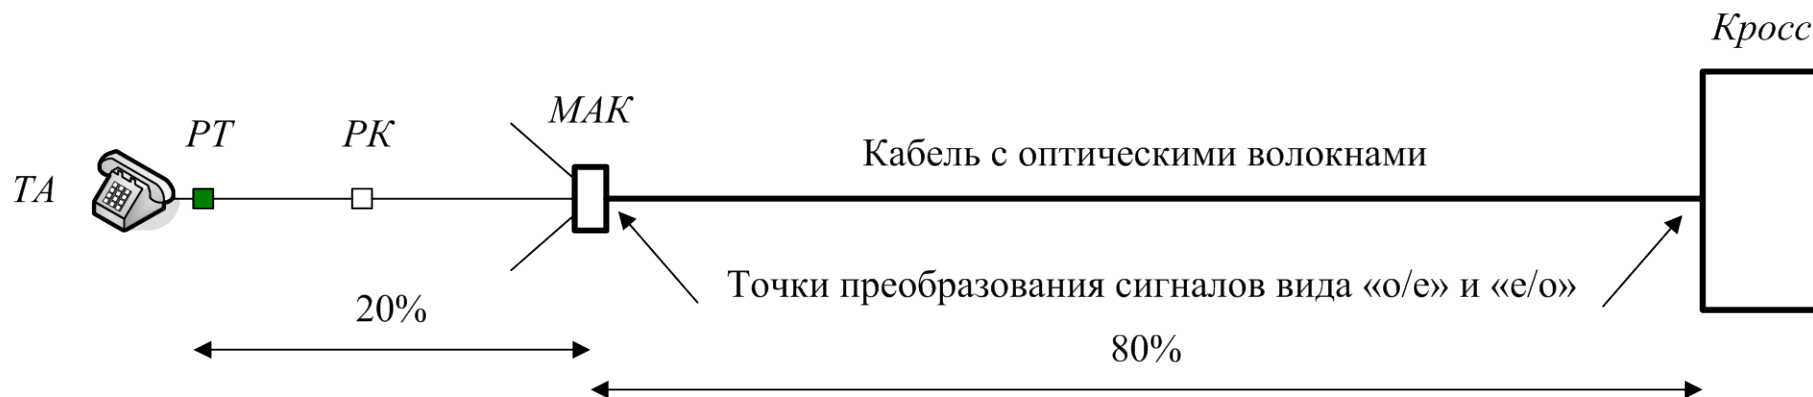 Кросс
МАК
РТ
РК
Кабель с оптическими волокнами
ТА
Точки преобразования сигналов вида «о/е» и «е/о»
20%
80%